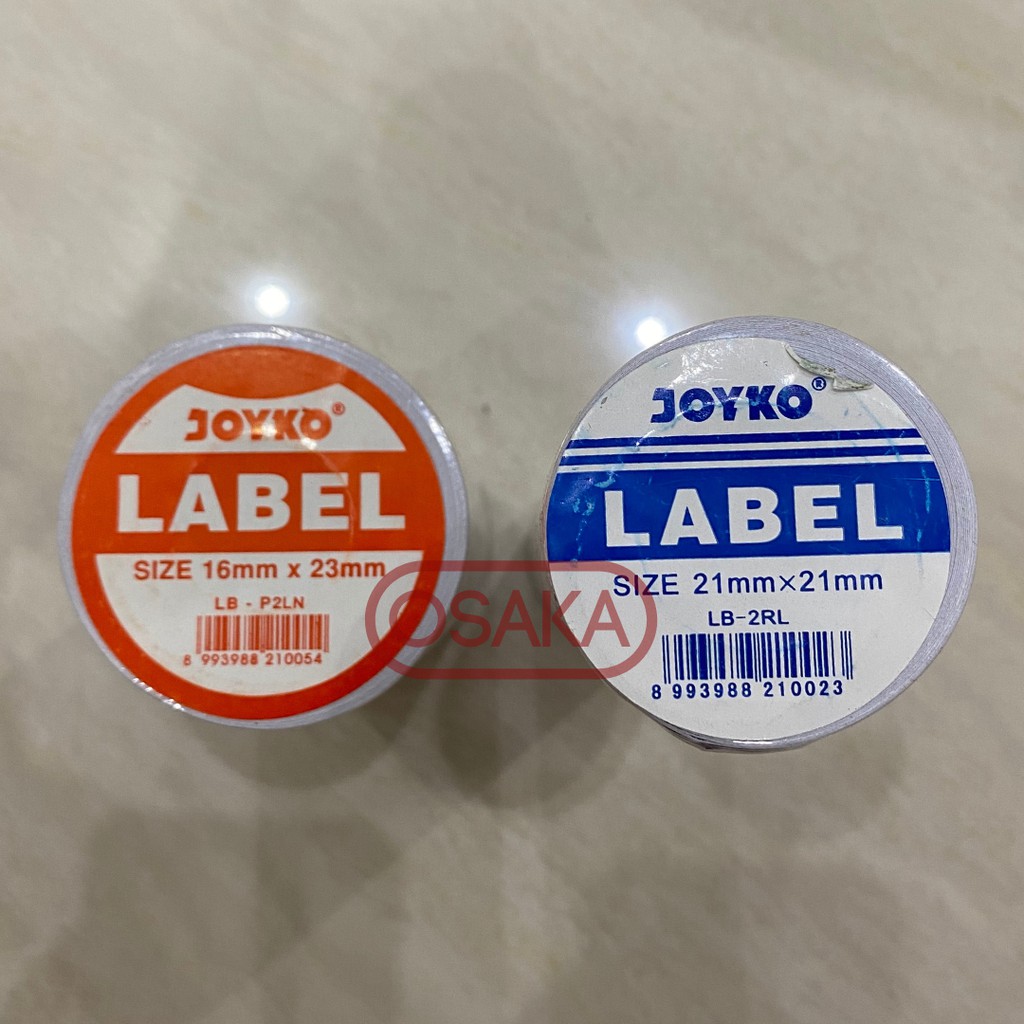 JOYKO®
LABEL
SIZE 16mm x 23mm
LB - P2LN
8 993988 210054
JOYKO®
LABEL
SIZE 21mm×21mm
LB-2RL
8 993988 210023
OSAKA